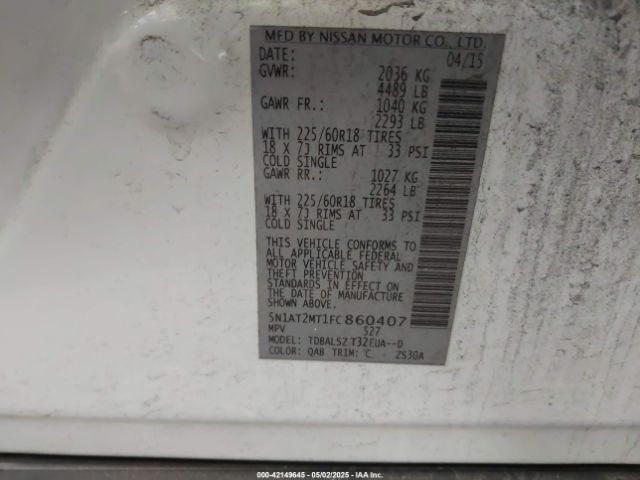 MFD BY NISSAN MOTOR CO., LTD.
DATE: 04/15
GVWR: 2036 KG
4489 LB
GAWR FR.: 1040 KG
2293 LB
WITH 225/60R18 TIRES
18 X 7J RIMS AT 33 PSI
COLD SINGLE
GAWR RR.: 1027 KG
2264 LB
WITH 225/60R18 TIRES
18 X 7J RIMS AT 33 PSI
COLD SINGLE
THIS VEHICLE CONFORMS TO
ALL APPLICABLE FEDERAL
MOTOR VEHICLE SAFETY AND
THEFT PREVENTION
STANDARDS IN EFFECT ON
THE DATE OF MANUFACTURE
SHOWN ABOVE.
5N1AT2MT1FC860407
MPV 527
MODEL: TDBALSZ T32EUA--D
COLOR: QAB TRIM: C 2S30A
000-42149645 - 05/02/2025 - IAA Inc.